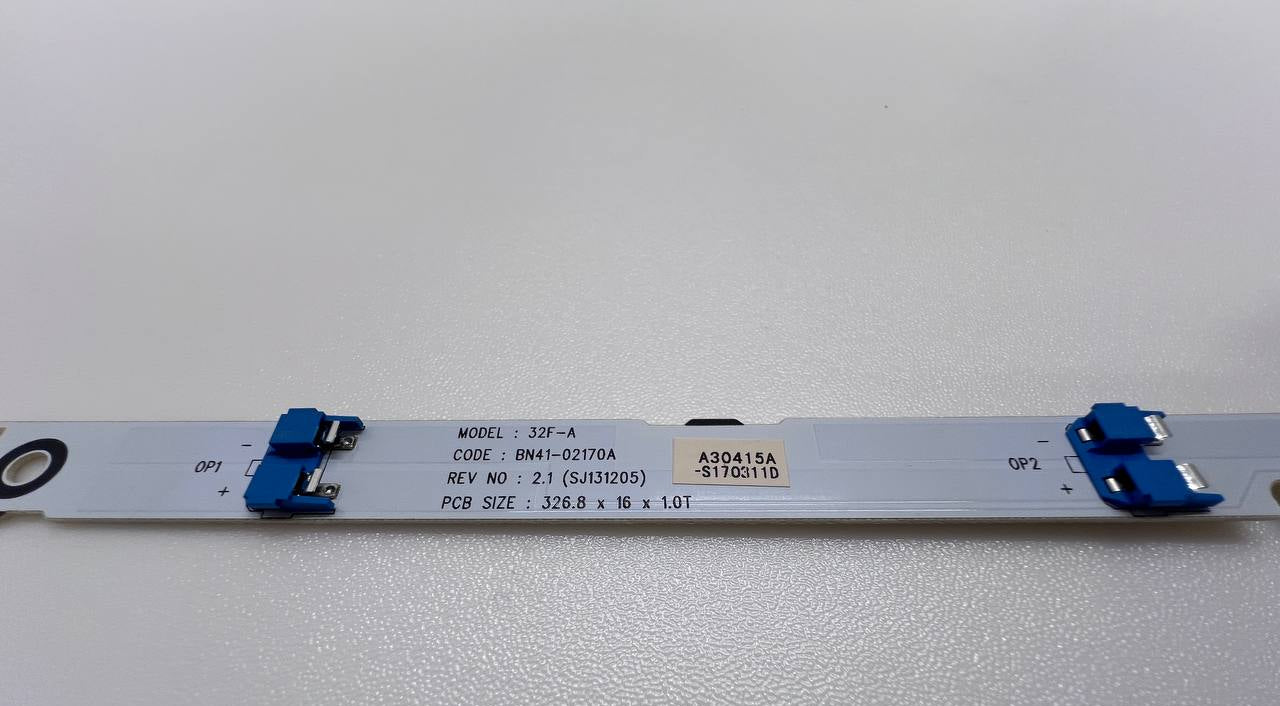 OP1
-
+
MODEL : 32F-A
CODE : BN41-02170A
REV NO : 2.1 (SJ131205)
PCB SIZE : 326.8 x 16 x 1.0T
A30415A
-S170311D
OP2
-
+